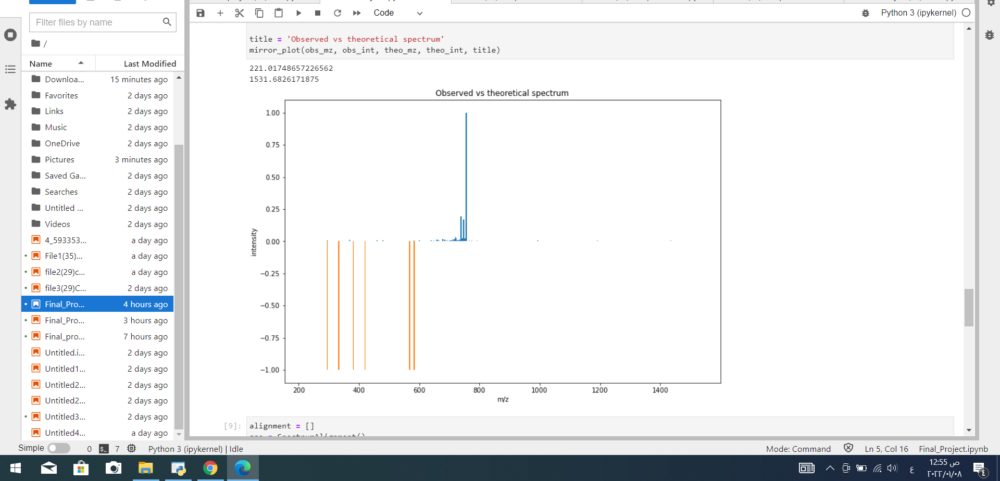 Filter files by name
/
Name Last Modified
Downloa... 15 minutes ago
Favorites 2 days ago
Links 2 days ago
Music 2 days ago
OneDrive 2 days ago
Pictures 3 minutes ago
Saved Ga... 2 days ago
Searches 2 days ago
Untitled ... 2 days ago
Videos 2 days ago
4_593353... a day ago
File1(35)... a day ago
file2(29)c... a day ago
file3(29)C... 2 days ago
Final_Pro... 4 hours ago
Final_Pro... 3 hours ago
Final_pro... 7 hours ago
Untitled.i... 2 days ago
Untitled1... 2 days ago
Untitled2... 2 days ago
Untitled2... 2 days ago
Untitled3... 2 days ago
Untitled4... a day ago
Code
Python 3 (ipykernel)
title = 'Observed vs theoretical spectrum'
mirror_plot(obs_mz, obs_int, theo_mz, theo_int, title)
221.01748657226562
1531.6826171875
Observed vs theoretical spectrum
1.00
0.75
0.50
0.25
0.00
−0.25
−0.50
−0.75
−1.00
intensity
200 400 600 800 1000 1200 1400
m/z
[9]: alignment = []
Simple 0 $_ 7 Python 3 (ipykernel) | Idle
Mode: Command Ln 5, Col 16 Final_Project.ipynb
ع
12:55 ص
٢٠٢٢/٠١/٠٨
٤